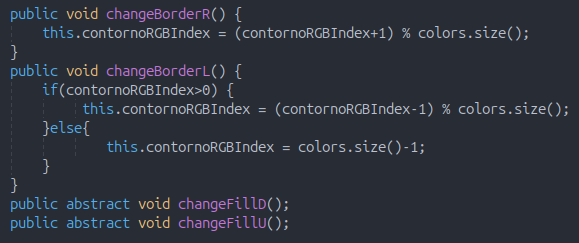 public void changeBorderR() {
    this.contornoRGBIndex = (contornoRGBIndex+1) % colors.size();
}
public void changeBorderL() {
    if(contornoRGBIndex>0) {
        this.contornoRGBIndex = (contornoRGBIndex-1) % colors.size();
    }else{
        this.contornoRGBIndex = colors.size()-1;
    }
}
public abstract void changeFillD();
public abstract void changeFillU();